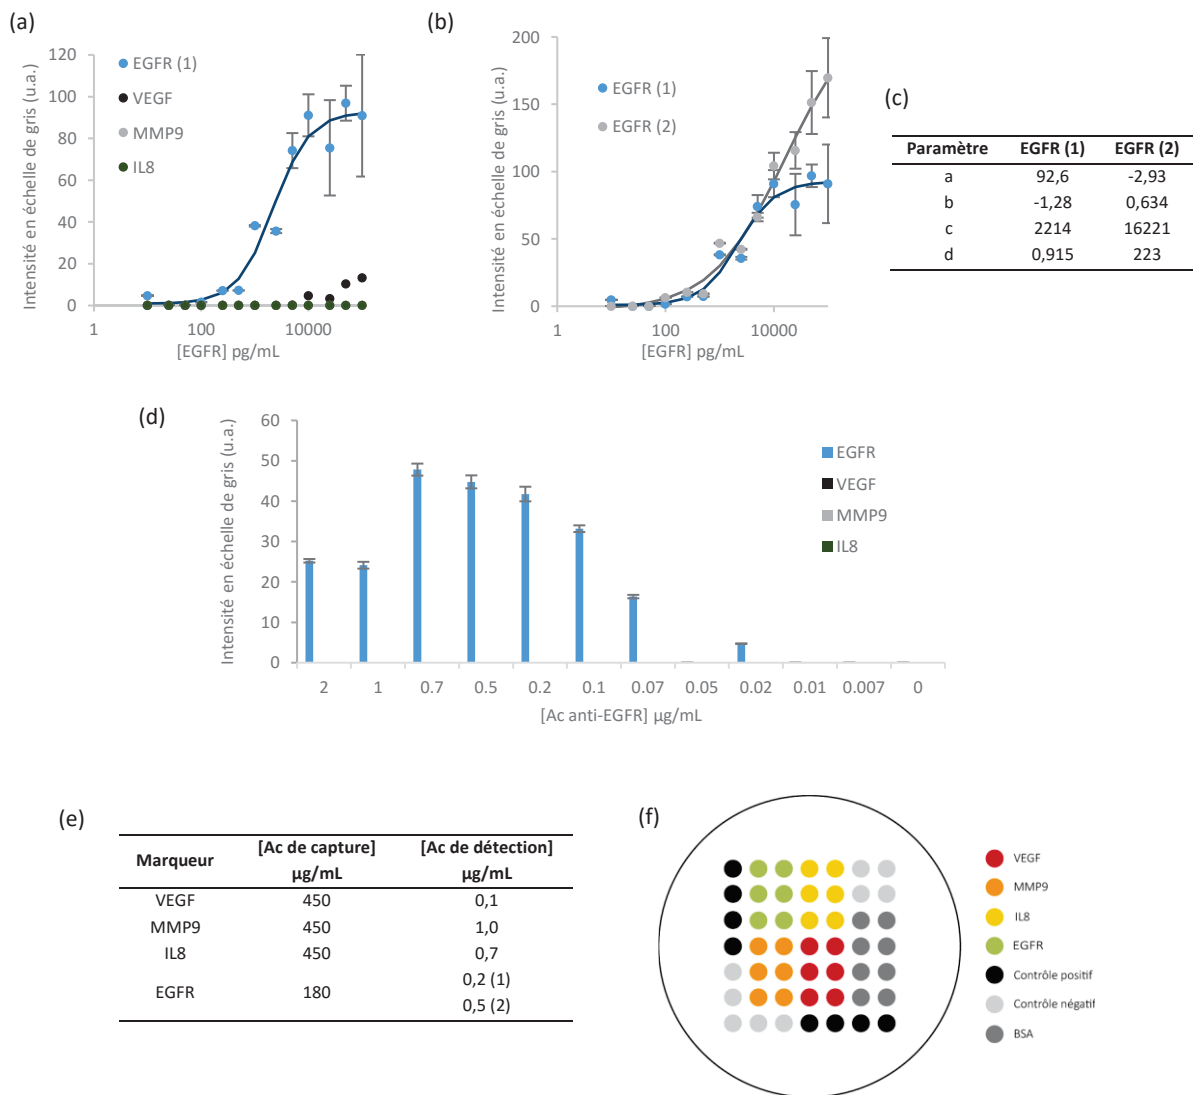 (a)
Intensité en échelle de gris (u.a.)
120
100
80
60
40
20
0
EGFR (1)
VEGF
MMP9
IL8
1
100
10000
[EGFR] pg/mL
(b)
Intensité en échelle de gris (u.a.)
200
150
100
50
0
EGFR (1)
EGFR (2)
1
100
10000
[EGFR] pg/mL
(c)
Paramètre EGFR (1) EGFR (2)
a 92,6 -2,93
b -1,28 0,634
c 2214 16221
d 0,915 223
(d)
Intensité en échelle de gris (u.a.)
60
50
40
30
20
10
0
EGFR
VEGF
MMP9
IL8
2 1 0.7 0.5 0.2 0.1 0.07 0.05 0.02 0.01 0.007 0
[Ac anti-EGFR] µg/mL
(e)
Marqueur [Ac de capture] [Ac de détection]
µg/mL µg/mL
VEGF 450 0,1
MMP9 450 1,0
IL8 450 0,7
EGFR 180 0,2 (1)
0,5 (2)
(f)
VEGF
MMP9
IL8
EGFR
Contrôle positif
Contrôle négatif
BSA